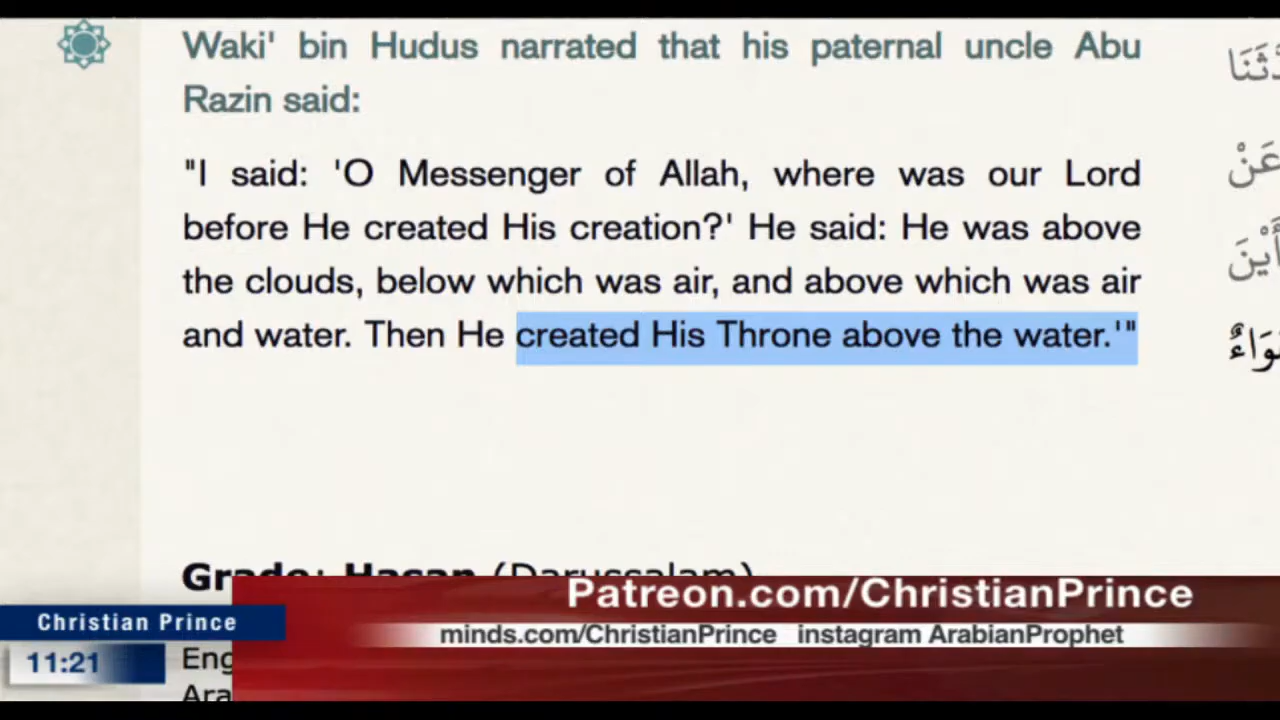 Waki' bin Hudus narrated that his paternal uncle Abu
Razin said:
"I said: 'O Messenger of Allah, where was our Lord
before He created His creation?' He said: He was above
the clouds, below which was air, and above which was air
and water. Then He created His Throne above the water.'"
Grade: Hasan (Darussalam)
Patreon.com/ChristianPrince
Christian Prince
minds.com/ChristianPrince instagram ArabianProphet
11:21
عَنْ